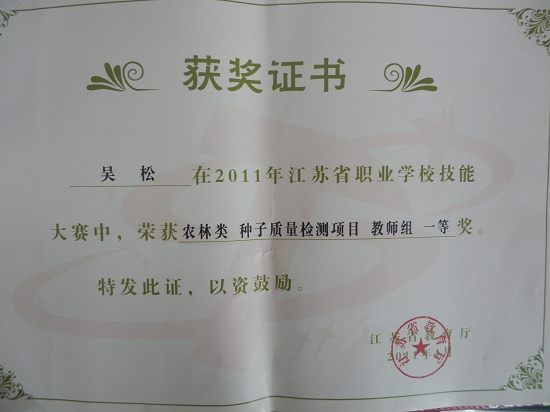 获奖证书
吴松 在2011年江苏省职业学校技能
大赛中，荣获 农林类 种子质量检测项目 教师组 一等 奖。
特发此证，以资鼓励。
江苏省教育厅